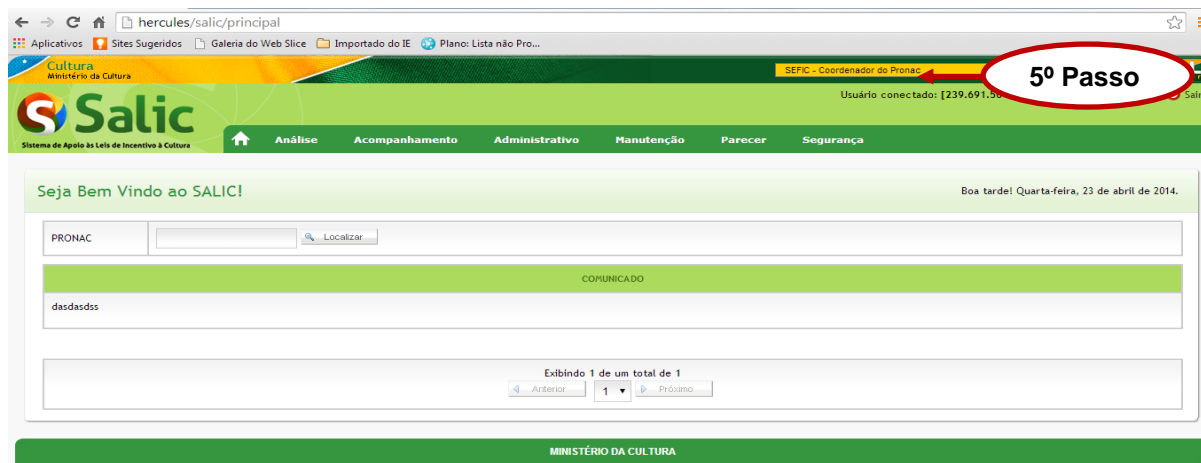 hercules/salic/principal
Aplicativos Sites Sugeridos Galeria do Web Slice Importado do IE Plano: Lista não Pro...
Cultura
Ministério da Cultura
SEFIC - Coordenador do Pronac
5º Passo
Usuário conectado: [239.691.56
Sair
Salic
Sistema de Apoio às Leis de Incentivo à Cultura
Análise Acompanhamento Administrativo Manutenção Parecer Segurança
Seja Bem Vindo ao SALIC!
Boa tarde! Quarta-feira, 23 de abril de 2014.
PRONAC Localizar
COMUNICADO
dasdasdss
Exibindo 1 de um total de 1
Anterior 1 Próximo
MINISTÉRIO DA CULTURA